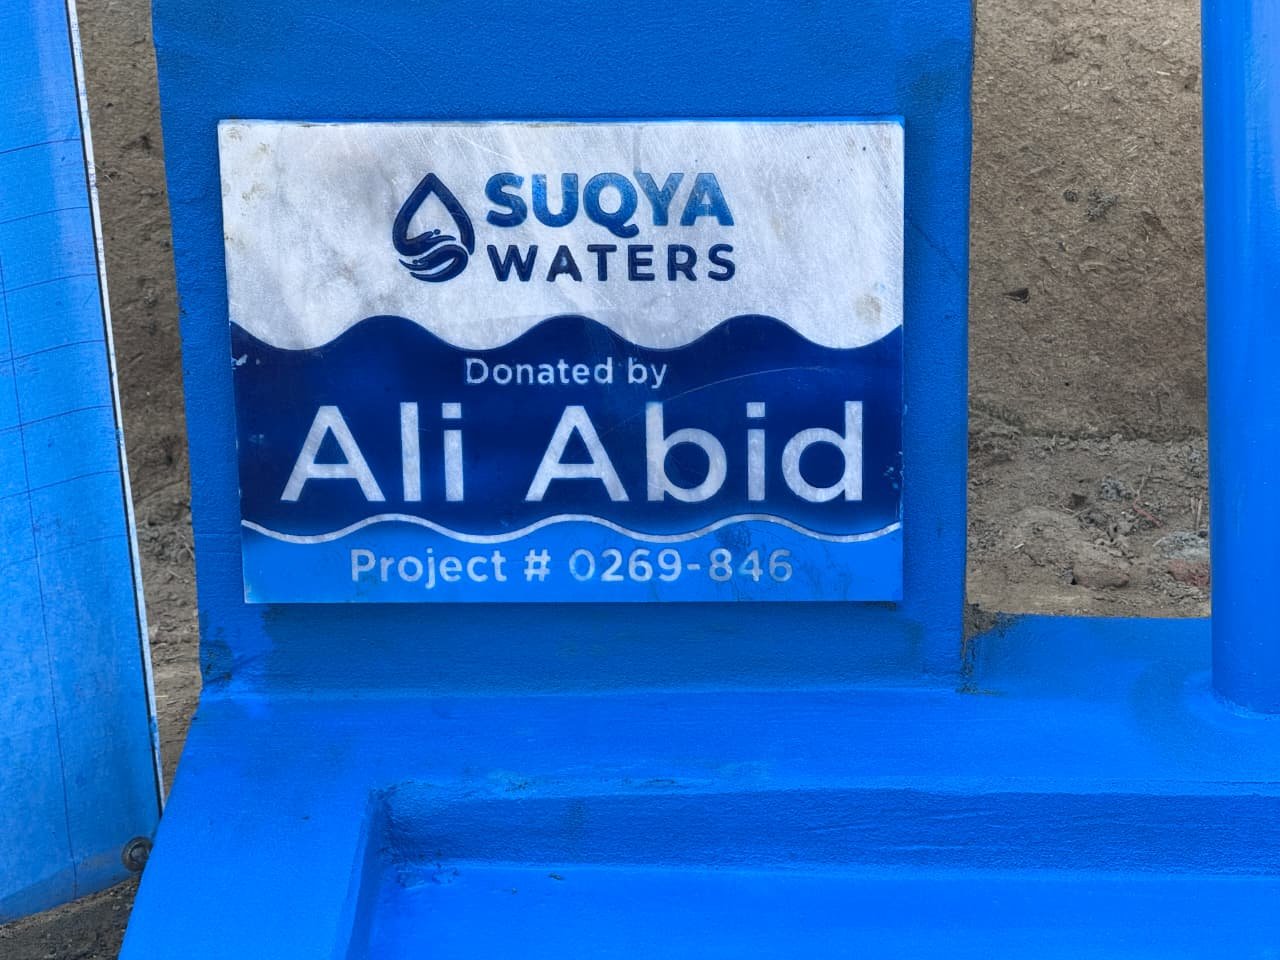 SUQYA
WATERS
Donated by
Ali Abid
Project # 0269-846